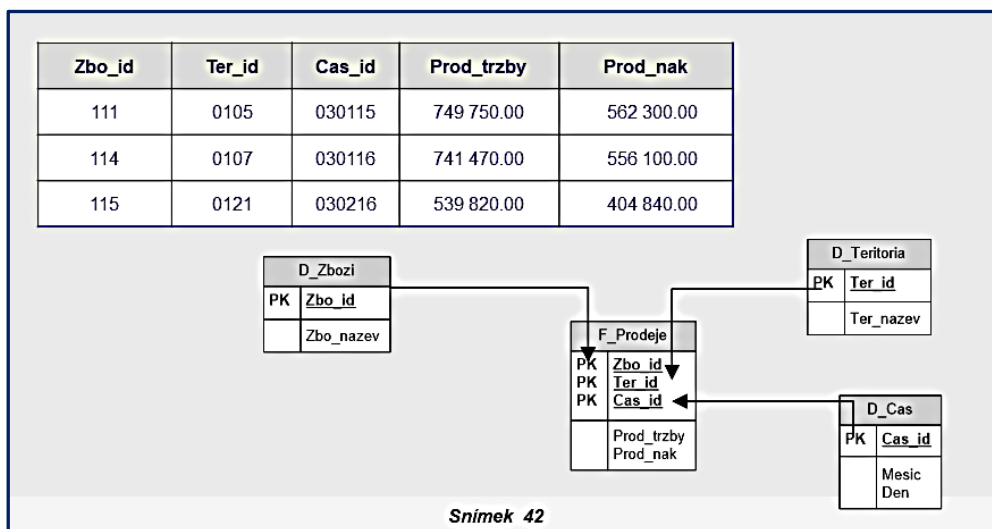 Zbo_id Ter_id Cas_id Prod_trzby Prod_nak
111 0105 030115 749 750.00 562 300.00
114 0107 030116 741 470.00 556 100.00
115 0121 030216 539 820.00 404 840.00
D_Zbozi
PK Zbo_id
Zbo_nazev
D_Teritoria
PK Ter_id
Ter_nazev
F_Prodeje
PK Zbo_id
PK Ter_id
PK Cas_id
Prod_trzby
Prod_nak
D_Cas
PK Cas_id
Mesic
Den
Snímek 42